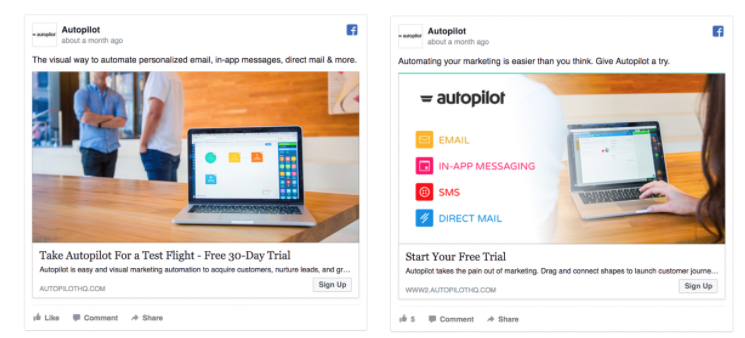 autopilot
Autopilot
about a month ago
The visual way to automate personalized email, in-app messages, direct mail & more.
Take Autopilot For a Test Flight - Free 30-Day Trial
Autopilot is easy and visual marketing automation to acquire customers, nurture leads, and gr...
AUTOPILOTHQ.COM
Sign Up
Like Comment Share
autopilot
Autopilot
about a month ago
Automating your marketing is easier than you think. Give Autopilot a try.
autopilot
EMAIL
IN-APP MESSAGING
SMS
DIRECT MAIL
Start Your Free Trial
Autopilot takes the pain out of marketing. Drag and connect shapes to launch customer journe...
WWW2.AUTOPILOTHQ.COM
Sign Up
5 Comment Share